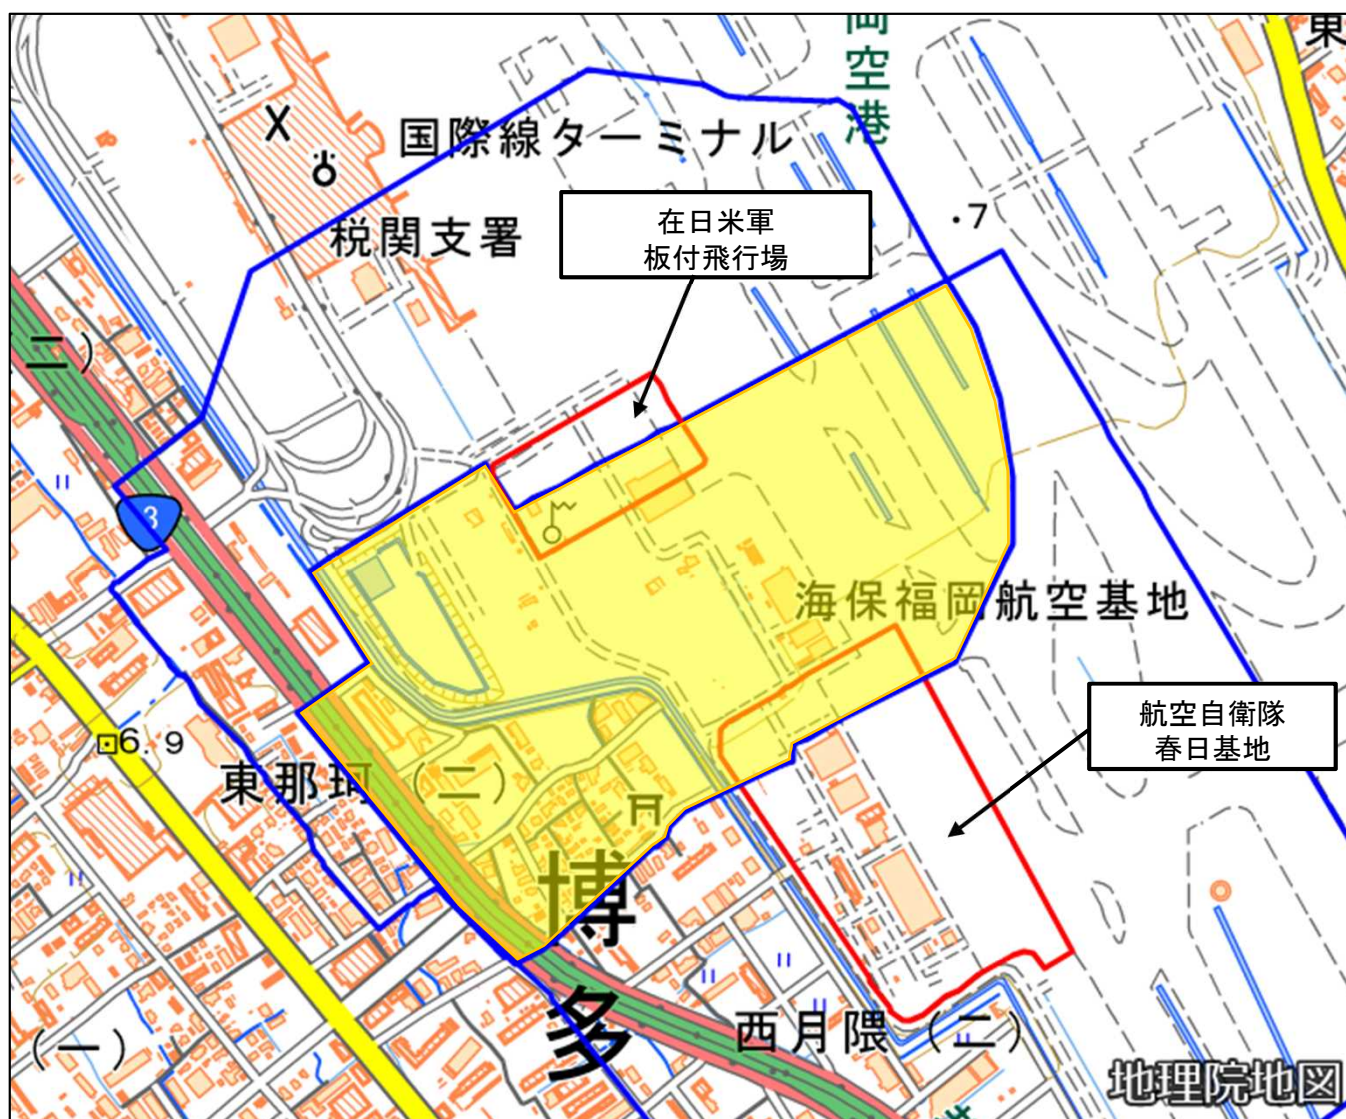 岡空港
東
国際線ターミナル
税関支署
・7
在日米軍
板付飛行場
二)
3
海保福岡航空基地
航空自衛隊
春日基地
6.9
東那珂(二)
博多
西月隈(二)
(一)
地理院地図